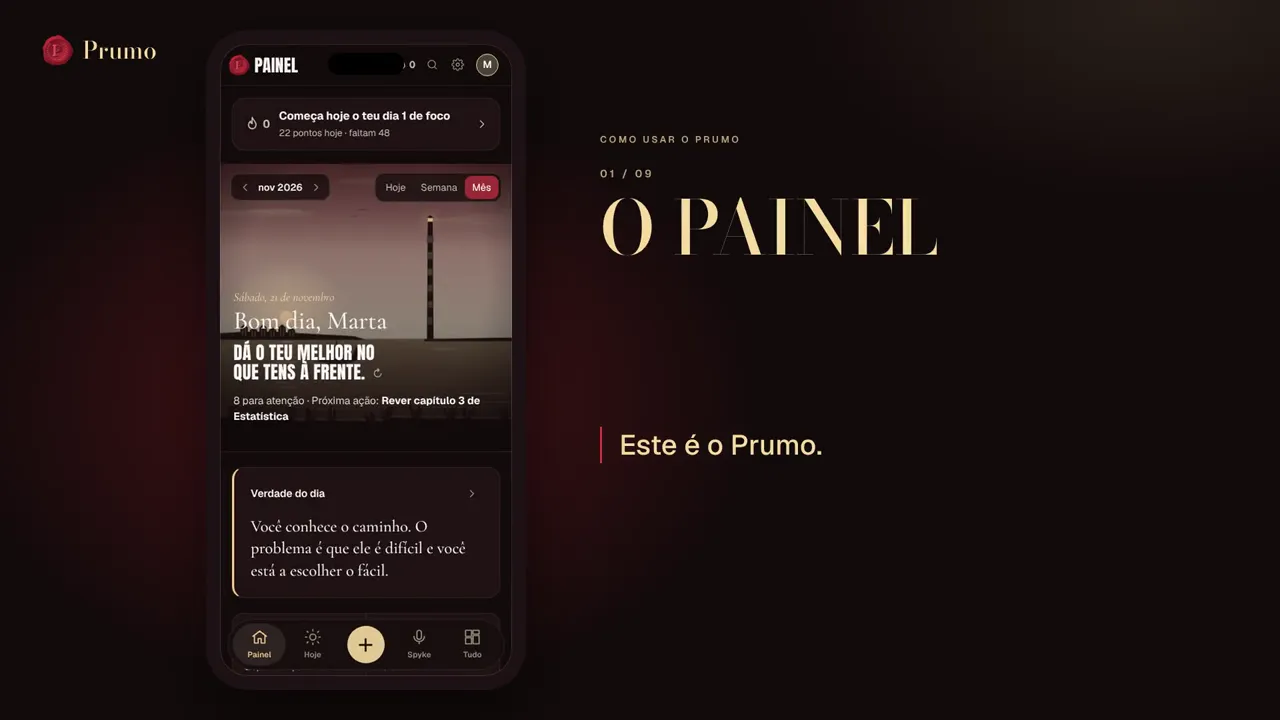 Prumo
PAINEL
0
M
0
Começa hoje o teu dia 1 de foco
22 pontos hoje · faltam 48
nov 2026
Hoje
Semana
Mês
Sábado, 21 de novembro
Bom dia, Marta
DÁ O TEU MELHOR NO
QUE TENS À FRENTE.
8 para atenção · Próxima ação: Rever capítulo 3 de
Estatística
Verdade do dia
Você conhece o caminho. O
problema é que ele é difícil e você
está a escolher o fácil.
Painel
Hoje
Spyke
Tudo
COMO USAR O PRUMO
01 / 09
O PAINEL
Este é o Prumo.